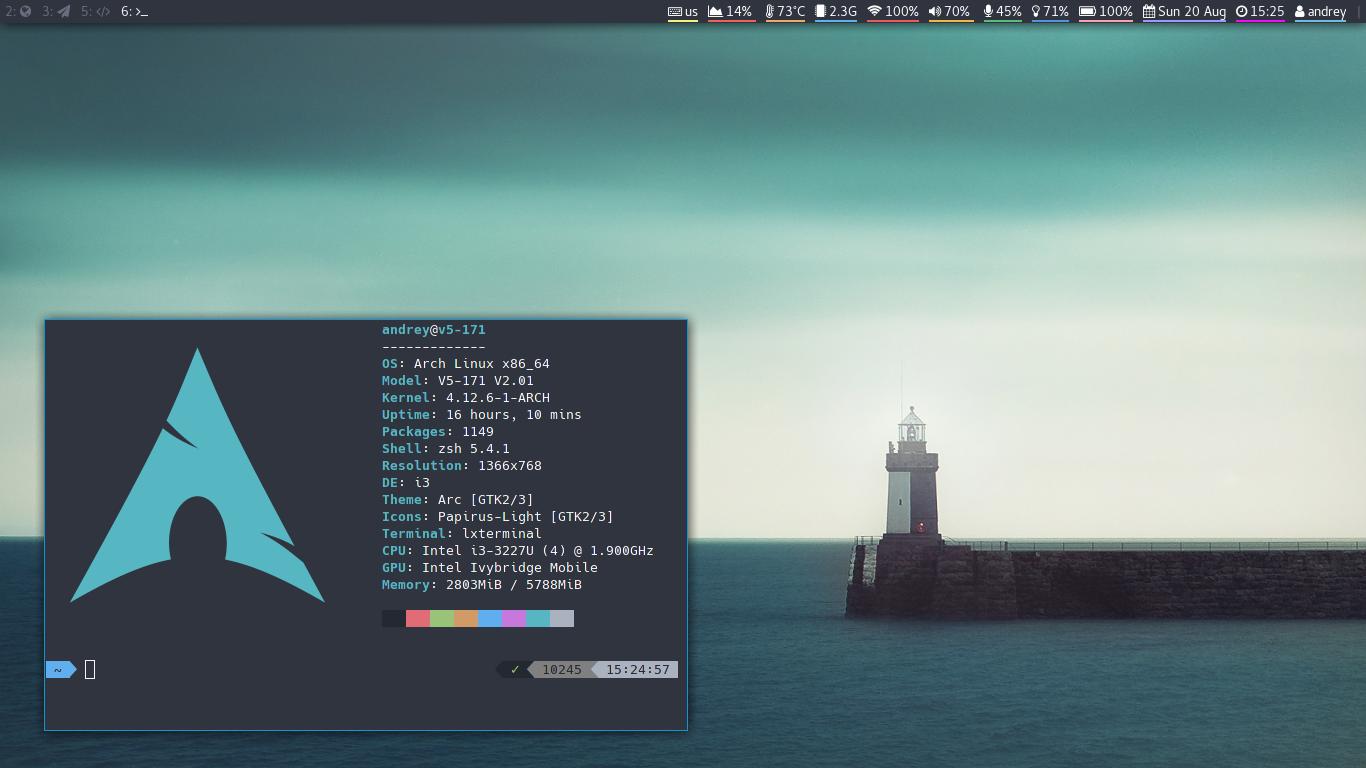 2: 3: 5: 6: us 14% 73°C 2.3G 100% 70% 45% 71% 100% Sun 20 Aug 15:25 andrey
andrey@v5-171
-------------
OS: Arch Linux x86_64
Model: V5-171 V2.01
Kernel: 4.12.6-1-ARCH
Uptime: 16 hours, 10 mins
Packages: 1149
Shell: zsh 5.4.1
Resolution: 1366x768
DE: i3
Theme: Arc [GTK2/3]
Icons: Papirus-Light [GTK2/3]
Terminal: lxterminal
CPU: Intel i3-3227U (4) @ 1.900GHz
GPU: Intel Ivybridge Mobile
Memory: 2803MiB / 5788MiB
~ ✓ 10245 15:24:57